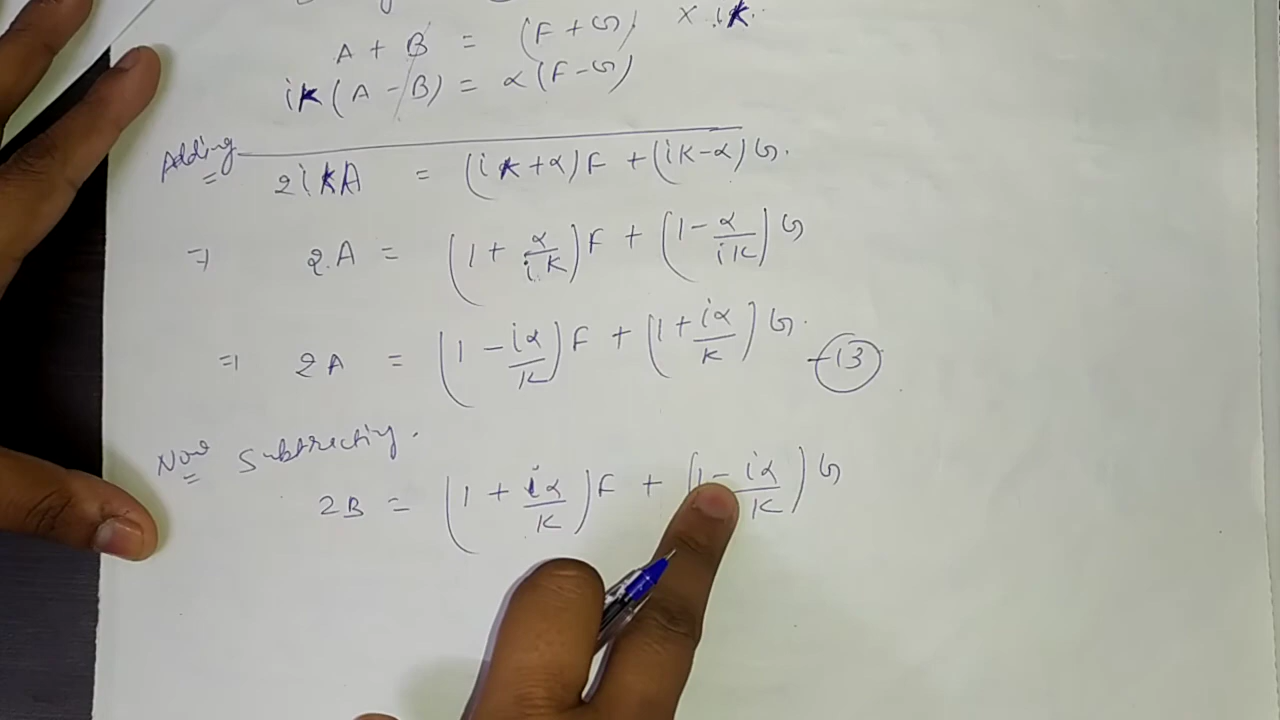 A + B = (F + G) × ik.
ik (A - B) = α (F - G)
Adding
2ikA = (ik + α) F + (ik - α) G.
⇒ 2A = (1 + α/ik) F + (1 - α/ik) G
⇒ 2A = (1 - iα/k) F + (1 + iα/k) G. - 13
Now Subtrectiy.
2B = (1 + iα/k) F + (1 - iα/k) G